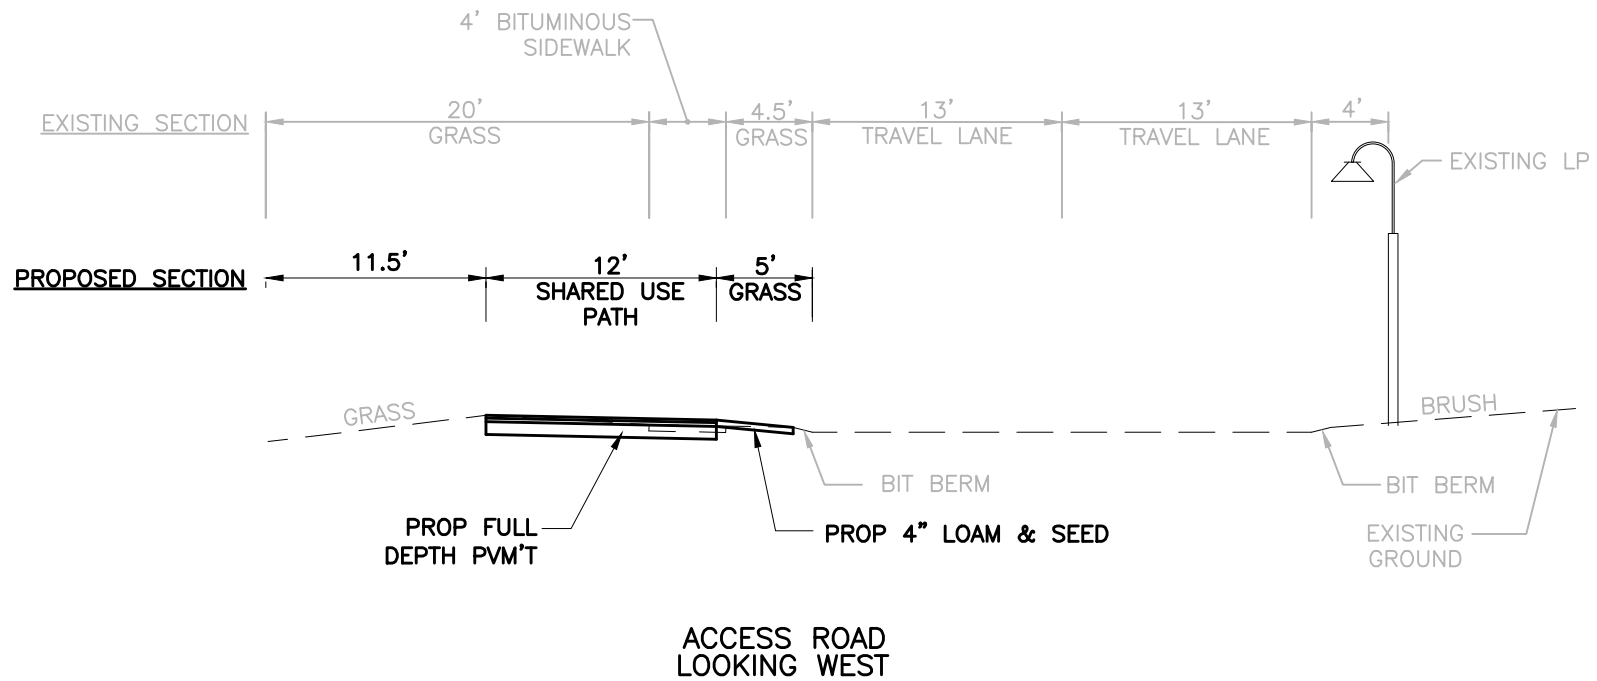 4' BITUMINOUS
SIDEWALK
EXISTING SECTION
20'
GRASS
4.5'
GRASS
13'
TRAVEL LANE
13'
TRAVEL LANE
4'
EXISTING LP
PROPOSED SECTION
11.5'
12'
SHARED USE
PATH
5'
GRASS
GRASS
BRUSH
BIT BERM
BIT BERM
PROP FULL
DEPTH PVM'T
PROP 4" LOAM & SEED
EXISTING
GROUND
ACCESS ROAD
LOOKING WEST